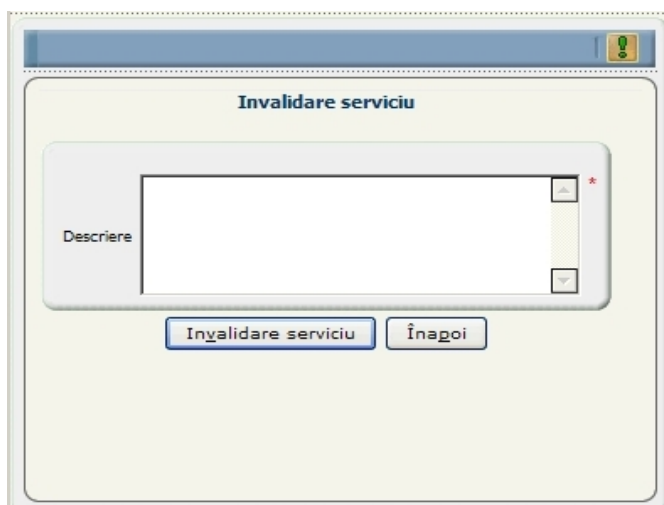 Invalidare serviciu
Descriere
*
Invalidare serviciu
Înapoi